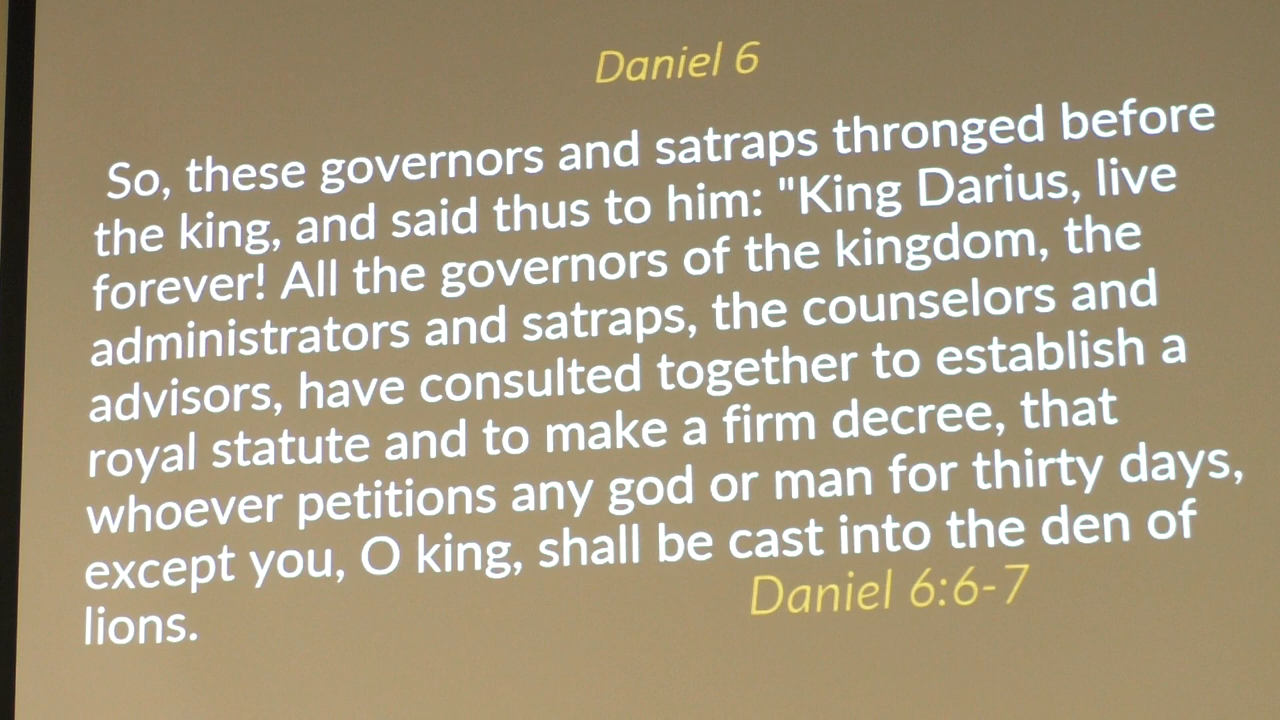 Daniel 6
So, these governors and satraps thronged before
the king, and said thus to him: "King Darius, live
forever! All the governors of the kingdom, the
administrators and satraps, the counselors and
advisors, have consulted together to establish a
royal statute and to make a firm decree, that
whoever petitions any god or man for thirty days,
except you, O king, shall be cast into the den of
lions.
Daniel 6:6-7